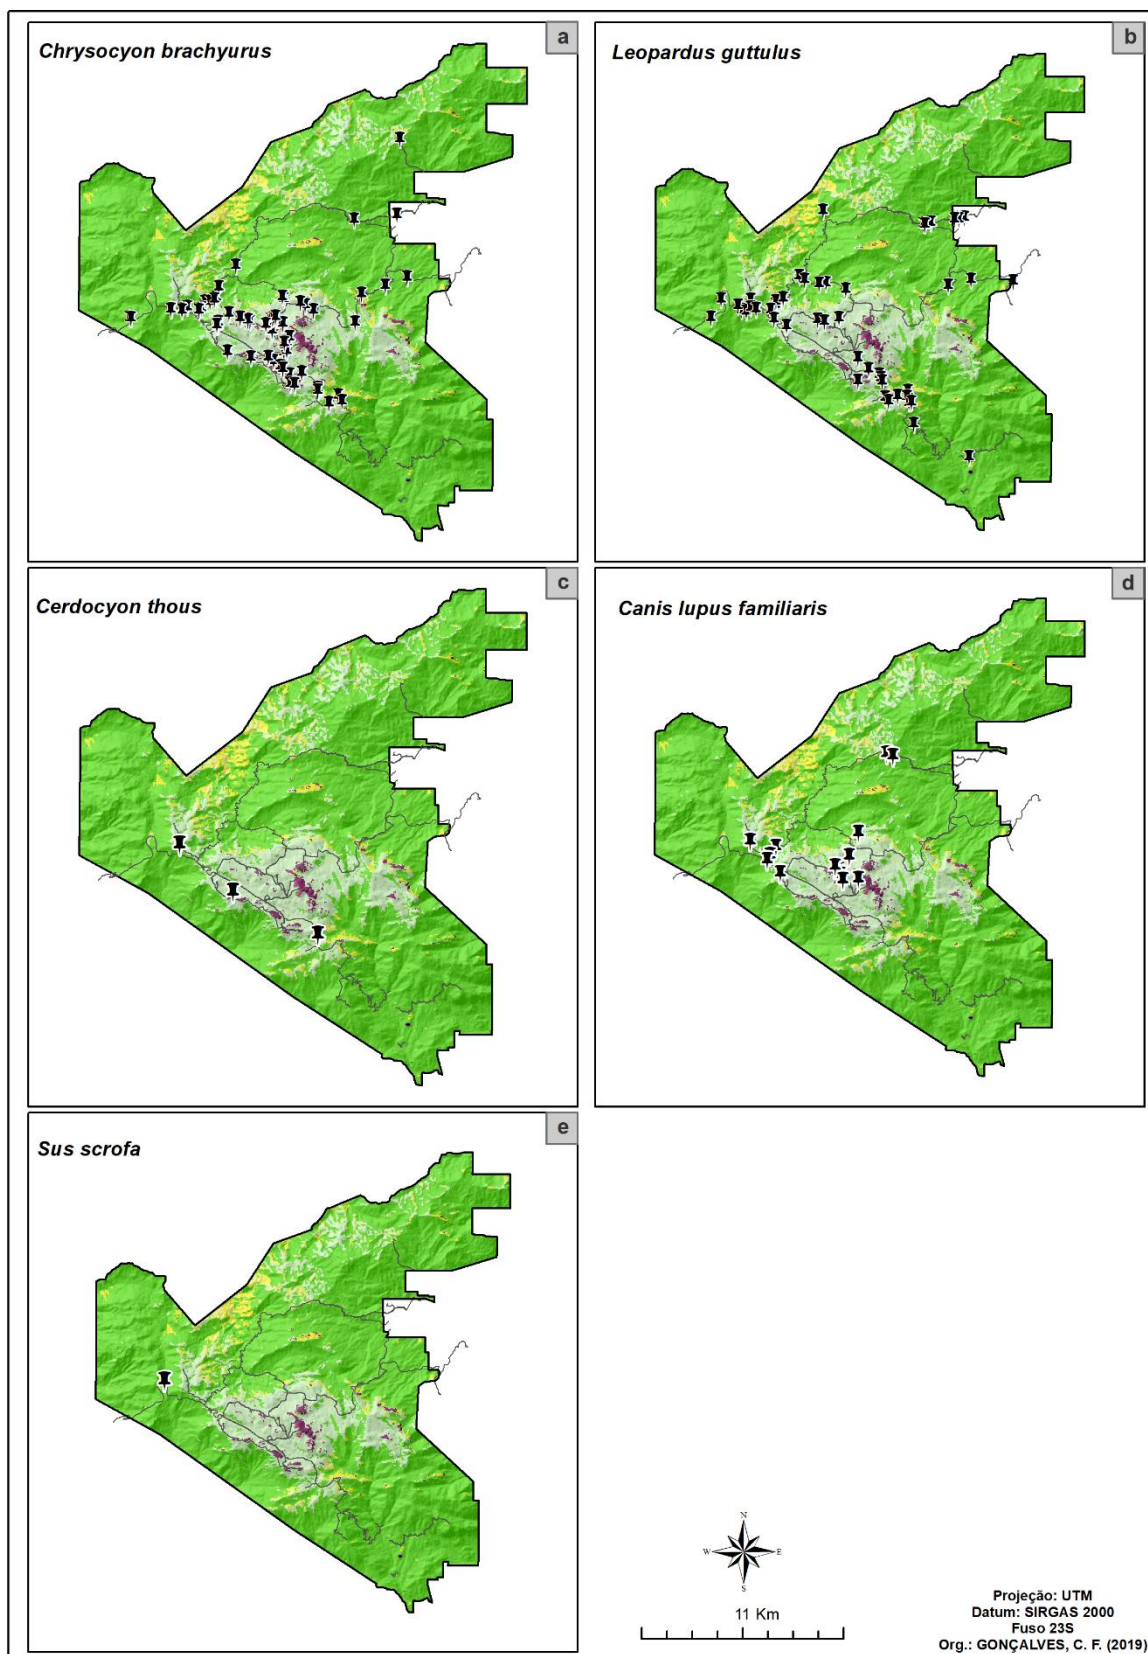 Chrysocyon brachyurus
a
Leopardus guttulus
b
Cerdocyon thous
c
Canis lupus familiaris
d
Sus scrofa
e
N
W
E
S
11 Km
Projeção: UTM
Datum: SIRGAS 2000
Fuso 23S
Org.: GONÇALVES, C. F. (2019)